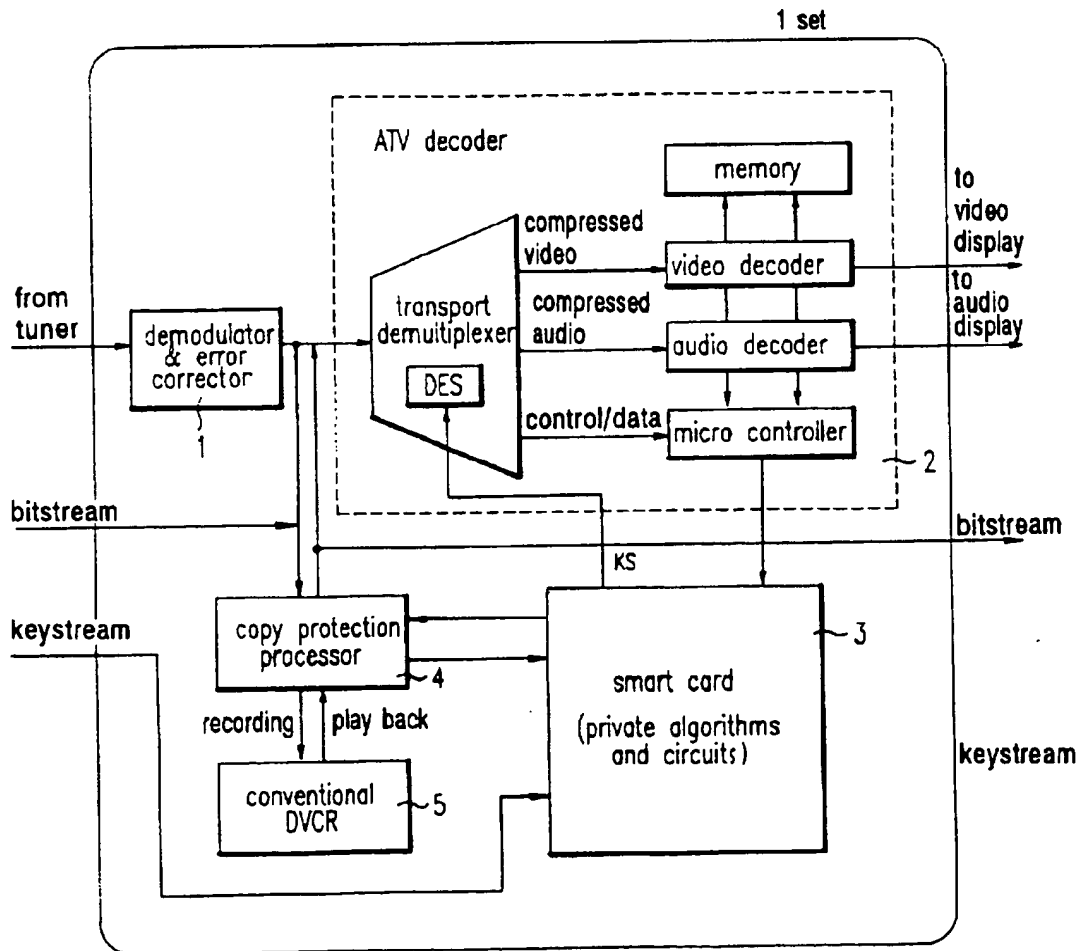 1 set
ATV decoder
memory
to
video
display
compressed
video
video decoder
to
audio
display
from
tuner
transport
demultiplexer
compressed
audio
demodulator
& error
corrector
audio decoder
DES
1
control/data
micro controller
2
bitstream
bitstream
KS
keystream
copy protection
processor
4
3
smart card
(private algorithms
and circuits)
recording
play back
keystream
conventional
DVCR
5